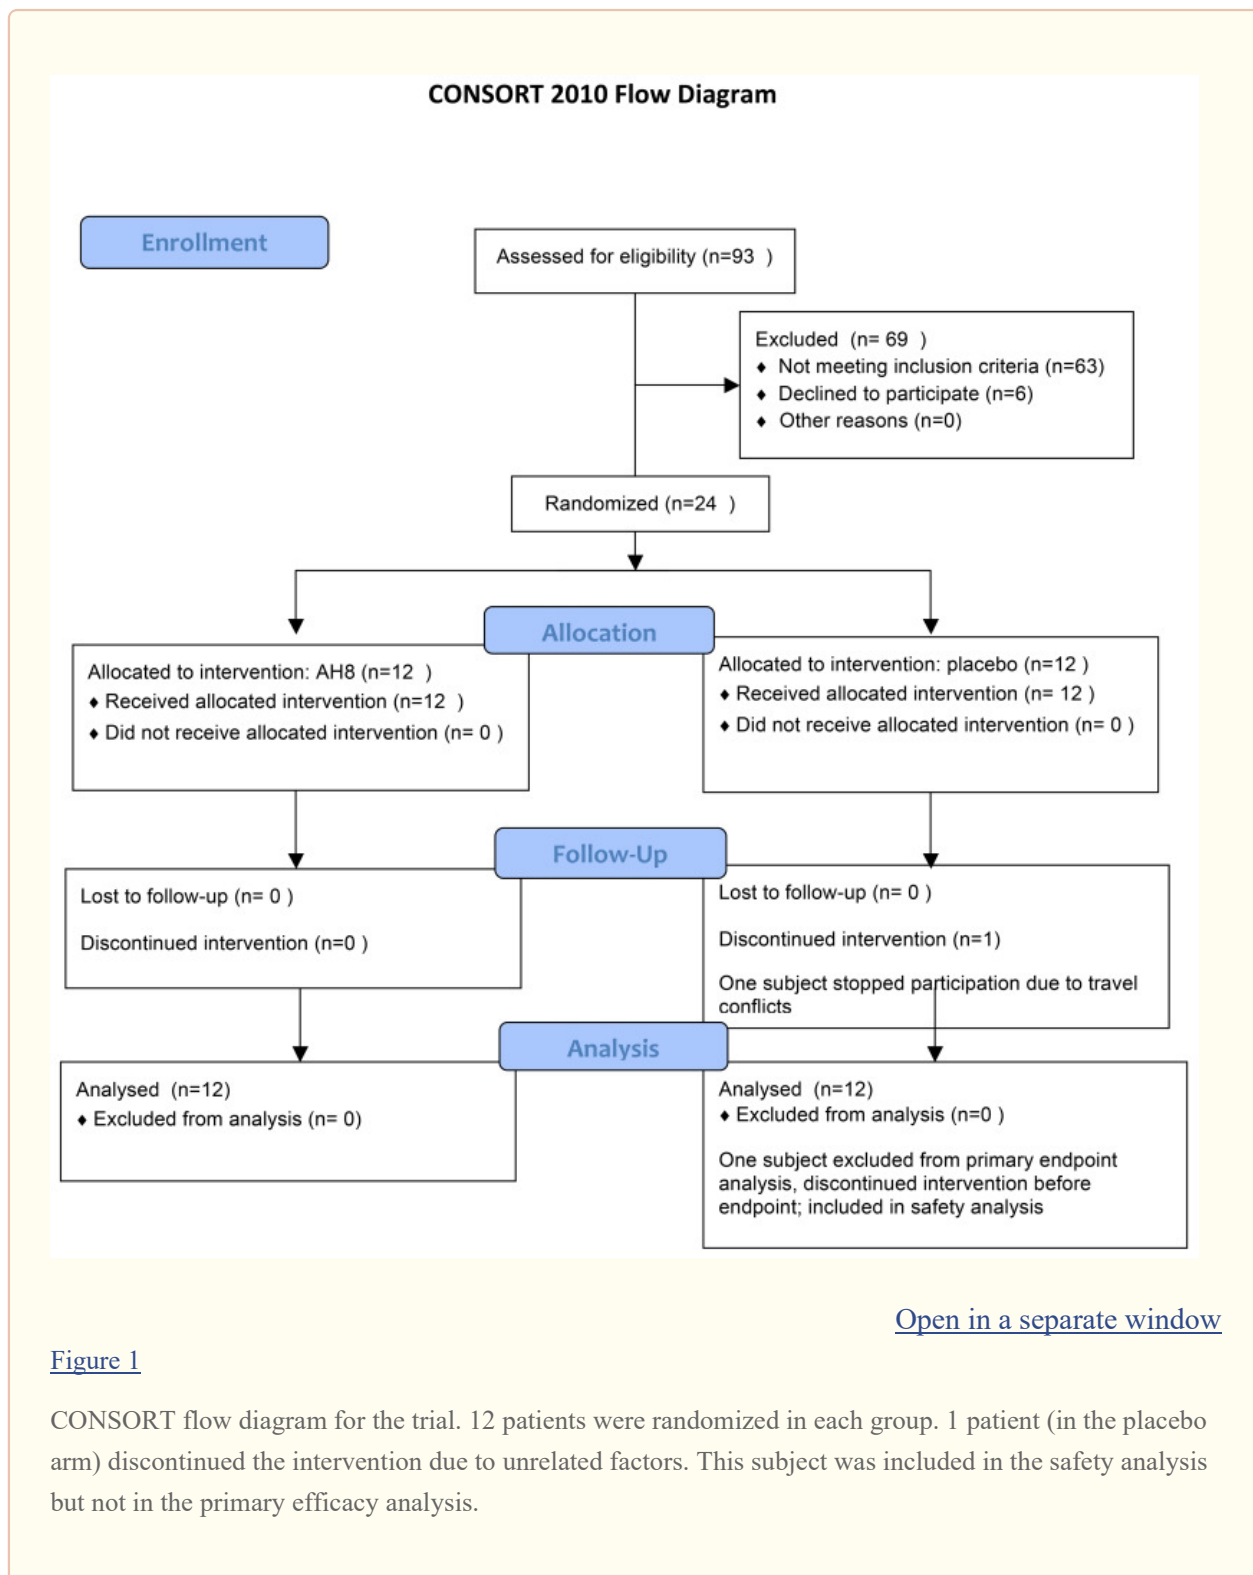 CONSORT 2010 Flow Diagram
Enrollment
Assessed for eligibility (n=93  )
Excluded  (n= 69  )
♦ Not meeting inclusion criteria (n=63)
♦ Declined to participate (n=6)
♦ Other reasons (n=0)
Randomized (n=24  )
Allocation
Allocated to intervention: AH8 (n=12  )
♦ Received allocated intervention (n=12  )
♦ Did not receive allocated intervention (n= 0 )
Allocated to intervention: placebo (n=12 )
♦ Received allocated intervention (n= 12 )
♦ Did not receive allocated intervention (n= 0 )
Follow-Up
Lost to follow-up (n= 0 )
Discontinued intervention (n=0 )
Lost to follow-up (n= 0 )
Discontinued intervention (n=1)
One subject stopped participation due to travel
conflicts
Analysis
Analysed  (n=12)
♦ Excluded from analysis (n= 0)
Analysed  (n=12)
♦ Excluded from analysis (n=0 )
One subject excluded from primary endpoint
analysis, discontinued intervention before
endpoint; included in safety analysis
Open in a separate window
Figure 1
CONSORT flow diagram for the trial. 12 patients were randomized in each group. 1 patient (in the placebo
arm) discontinued the intervention due to unrelated factors. This subject was included in the safety analysis
but not in the primary efficacy analysis.